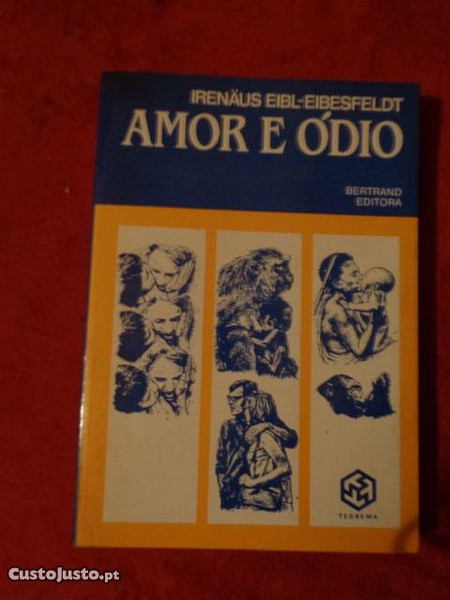 IRENÄUS EIBL-EIBESFELDT
AMOR E ÓDIO
BERTRAND
EDITORA
TEOREMA
CustoJusto.pt